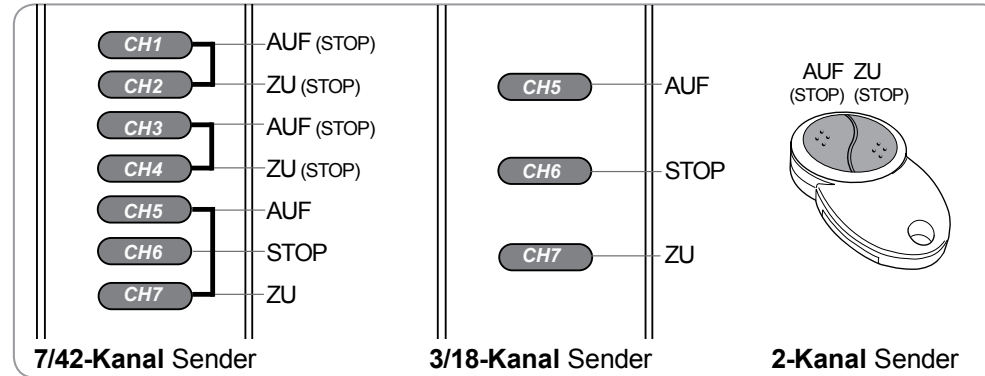 CH1 AUF (STOP)
CH2 ZU (STOP)
CH3 AUF (STOP)
CH4 ZU (STOP)
CH5 AUF
CH6 STOP
CH7 ZU
7/42-Kanal Sender
CH5 AUF
CH6 STOP
CH7 ZU
3/18-Kanal Sender
AUF ZU
(STOP) (STOP)
2-Kanal Sender